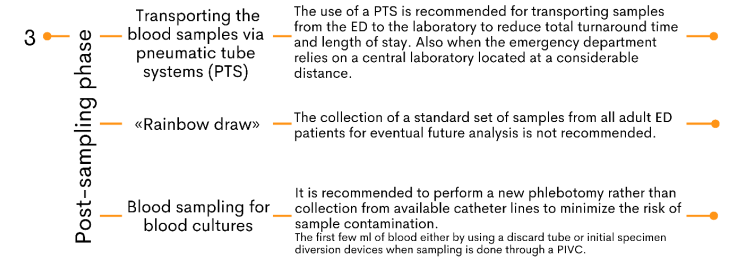 3
Post-sampling phase
Transporting the
blood samples via
pneumatic tube
systems (PTS)
The use of a PTS is recommended for transporting samples
from the ED to the laboratory to reduce total turnaround time
and length of stay. Also when the emergency department
relies on a central laboratory located at a considerable
distance.
«Rainbow draw»
The collection of a standard set of samples from all adult ED
patients for eventual future analysis is not recommended.
Blood sampling for
blood cultures
It is recommended to perform a new phlebotomy rather than
collection from available catheter lines to minimize the risk of
sample contamination.
The first few ml of blood either by using a discard tube or initial specimen
diversion devices when sampling is done through a PIVC.